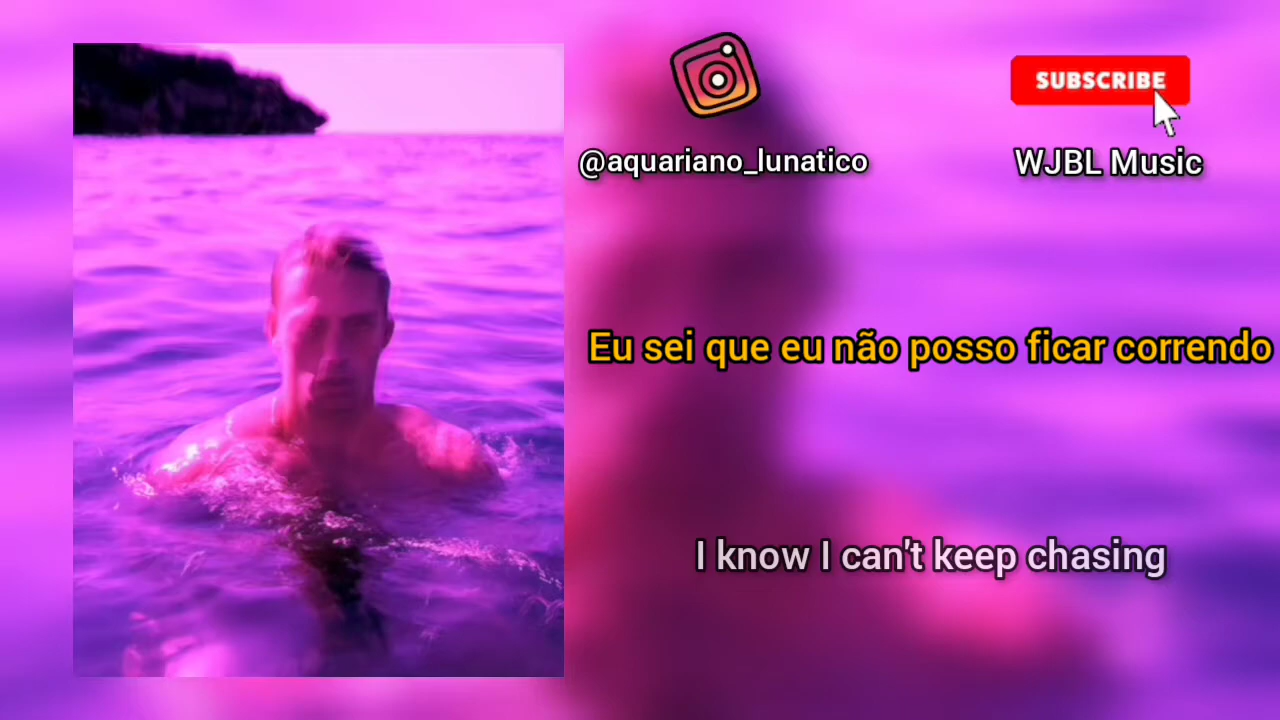 SUBSCRIBE
@aquariano_lunatico
WJBL Music
Eu sei que eu não posso ficar correndo
I know I can't keep chasing